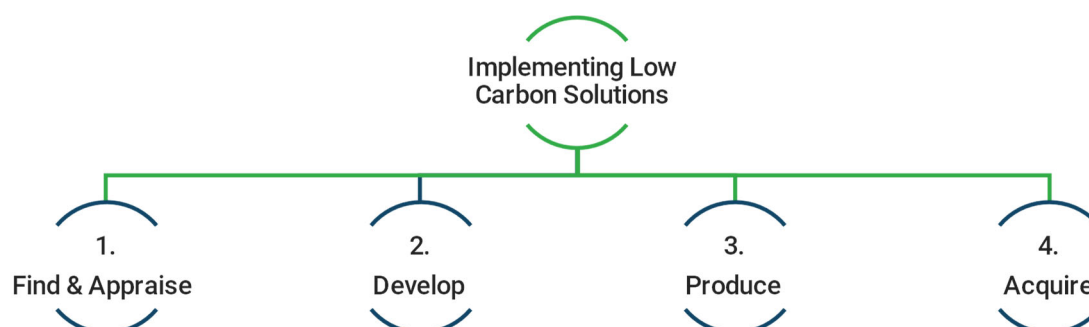 Implementing Low
Carbon Solutions
1.
Find & Appraise
2.
Develop
3.
Produce
4.
Acquire